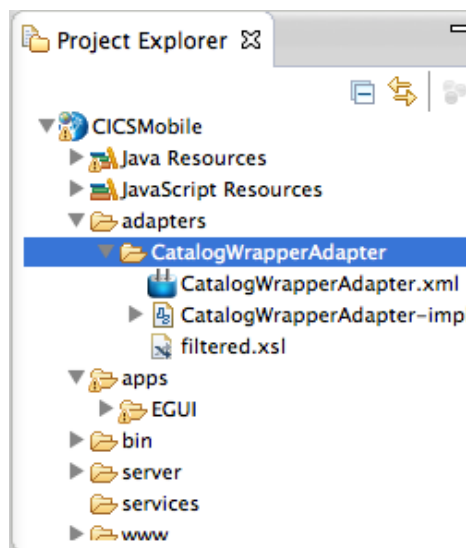 Project Explorer
CICSMobile
Java Resources
JavaScript Resources
adapters
CatalogWrapperAdapter
CatalogWrapperAdapter.xml
CatalogWrapperAdapter-imp
filtered.xsl
apps
EGUI
bin
server
services
www